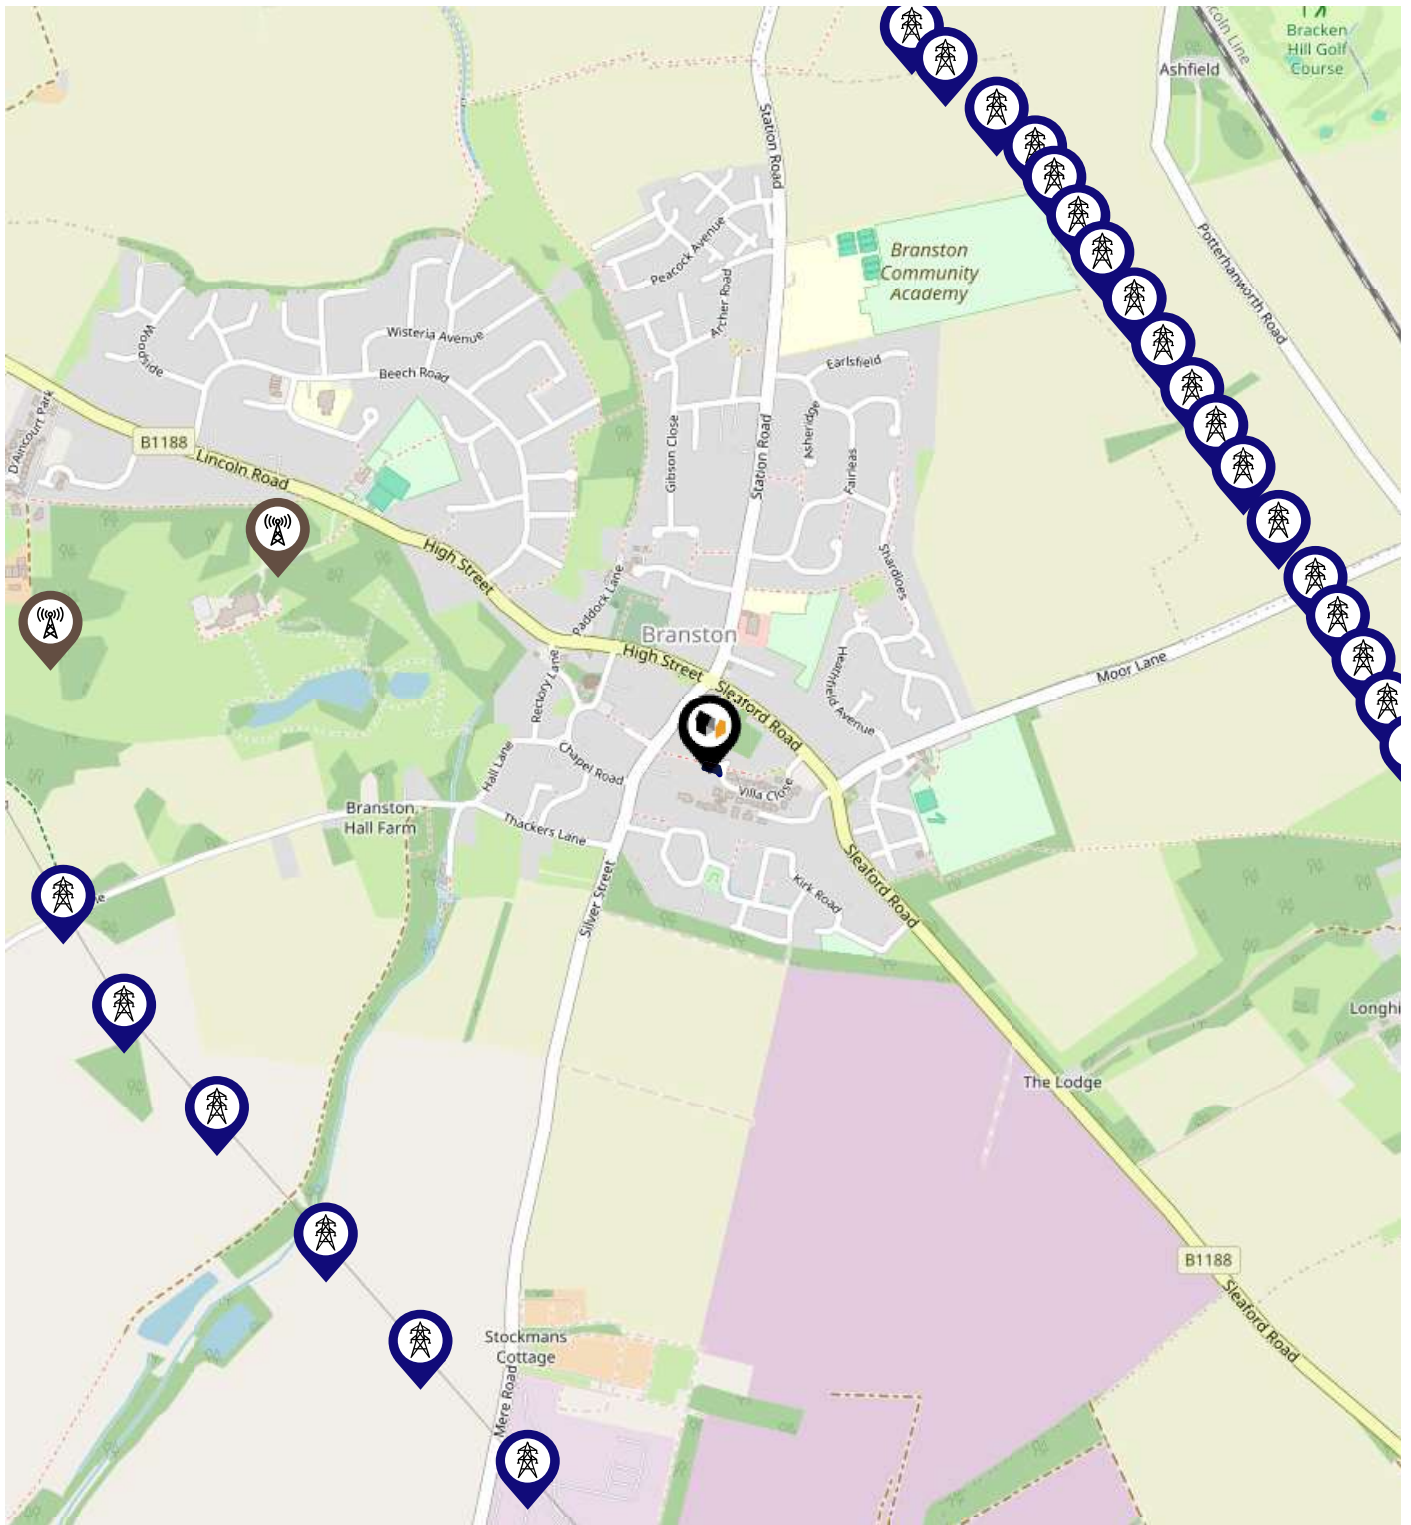 coln Line
Bracken
Hill Golf
Course
Ashfield
Station Road
Peacock Avenue
Archer Road
Branston
Community
Academy
Potterhanworth Road
Woodside
Wisteria Avenue
Beech Road
Earlsfield
D'Aincourt Park
B1188
Lincoln Road
Gibson Close
Station Road
Asheridge
Fairleas
High Street
Paddock Lane
Shardloes
Branston
High Street
Sleaford Road
Rectory Lane
Heathfield Avenue
Moor Lane
Hall Lane
Chapel Road
Villa Close
Branston
Hall Farm
Thackers Lane
Silver Street
Kirk Road
Sleaford Road
Longhi
The Lodge
B1188
Sleaford Road
Stockmans
Cottage
Mere Road